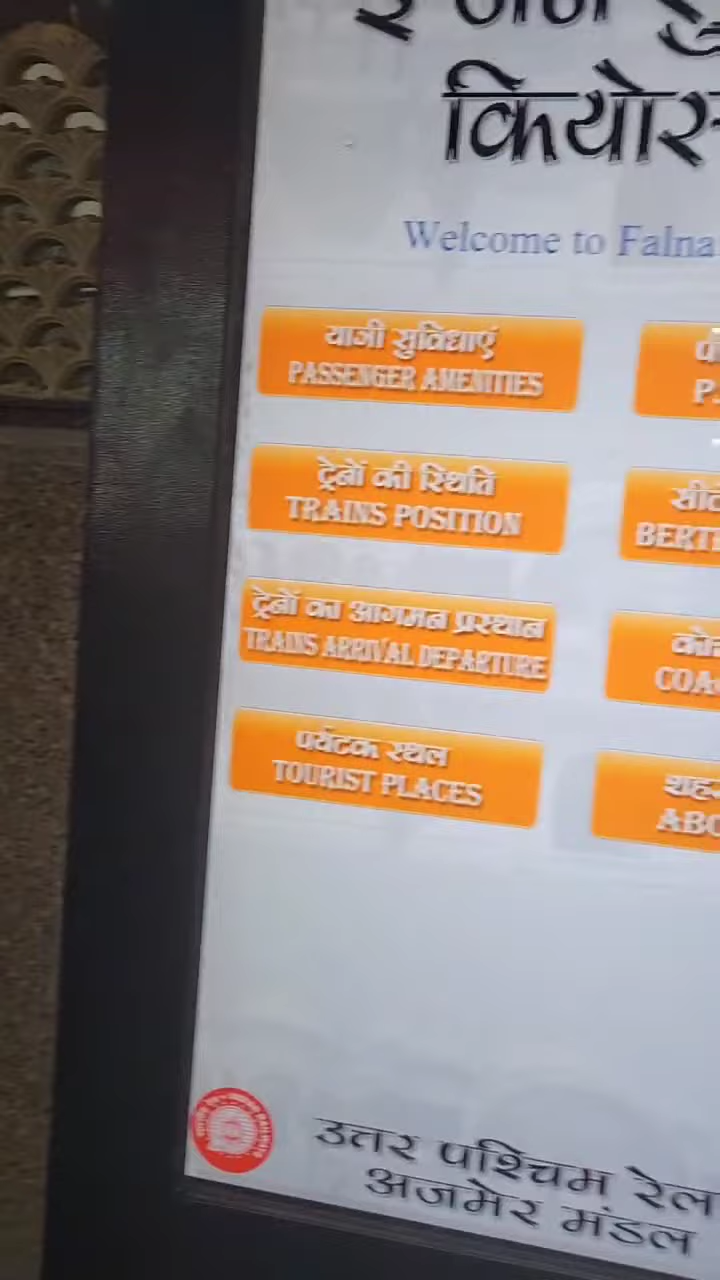 कियोस्
Welcome to Falna
यात्री सुविधाएं
PASSENGER AMENITIES
P.
ट्रेनों की स्थिति
TRAINS POSITION
सीट
BERT
ट्रेनों का आगमन प्रस्थान
TRAINS ARRIVAL DEPARTURE
COA
पर्यटक स्थल
TOURIST PLACES
शहर
ABO
उत्तर पश्चिम रेल
अजमेर मंडल